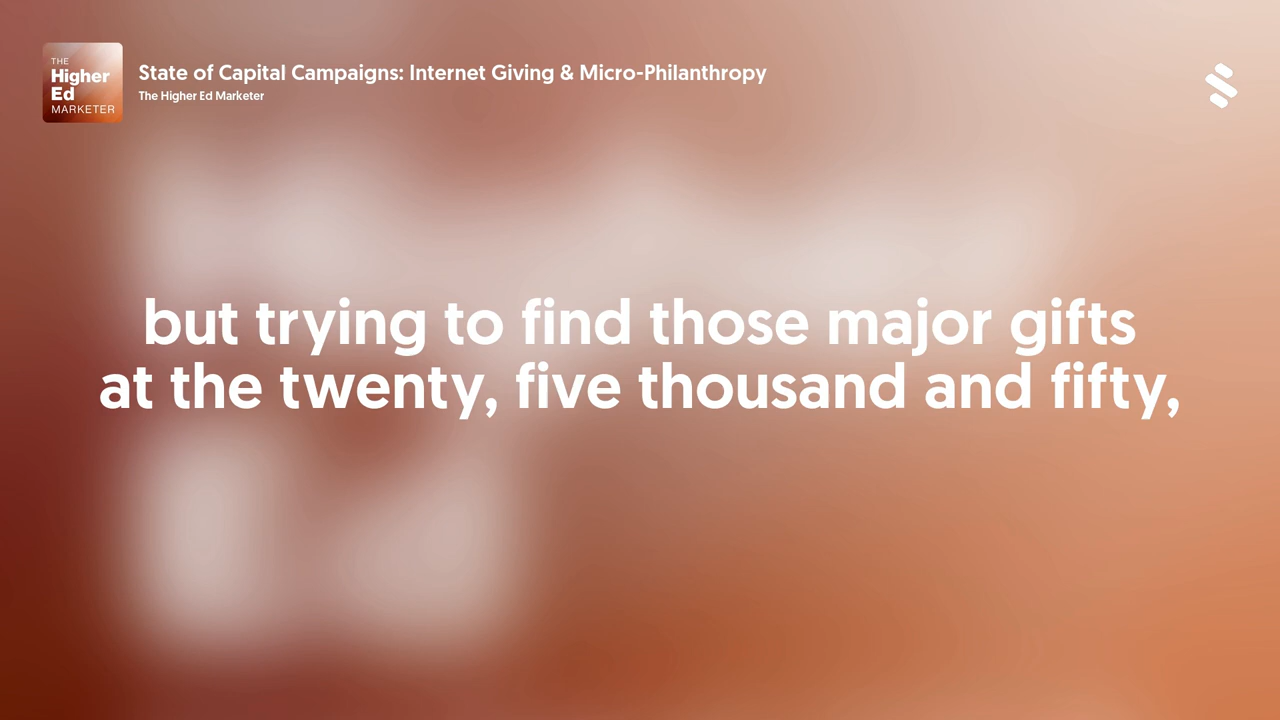 THE
Higher
Ed
MARKETER
State of Capital Campaigns: Internet Giving & Micro-Philanthropy
The Higher Ed Marketer
but trying to find those major gifts
at the twenty, five thousand and fifty,